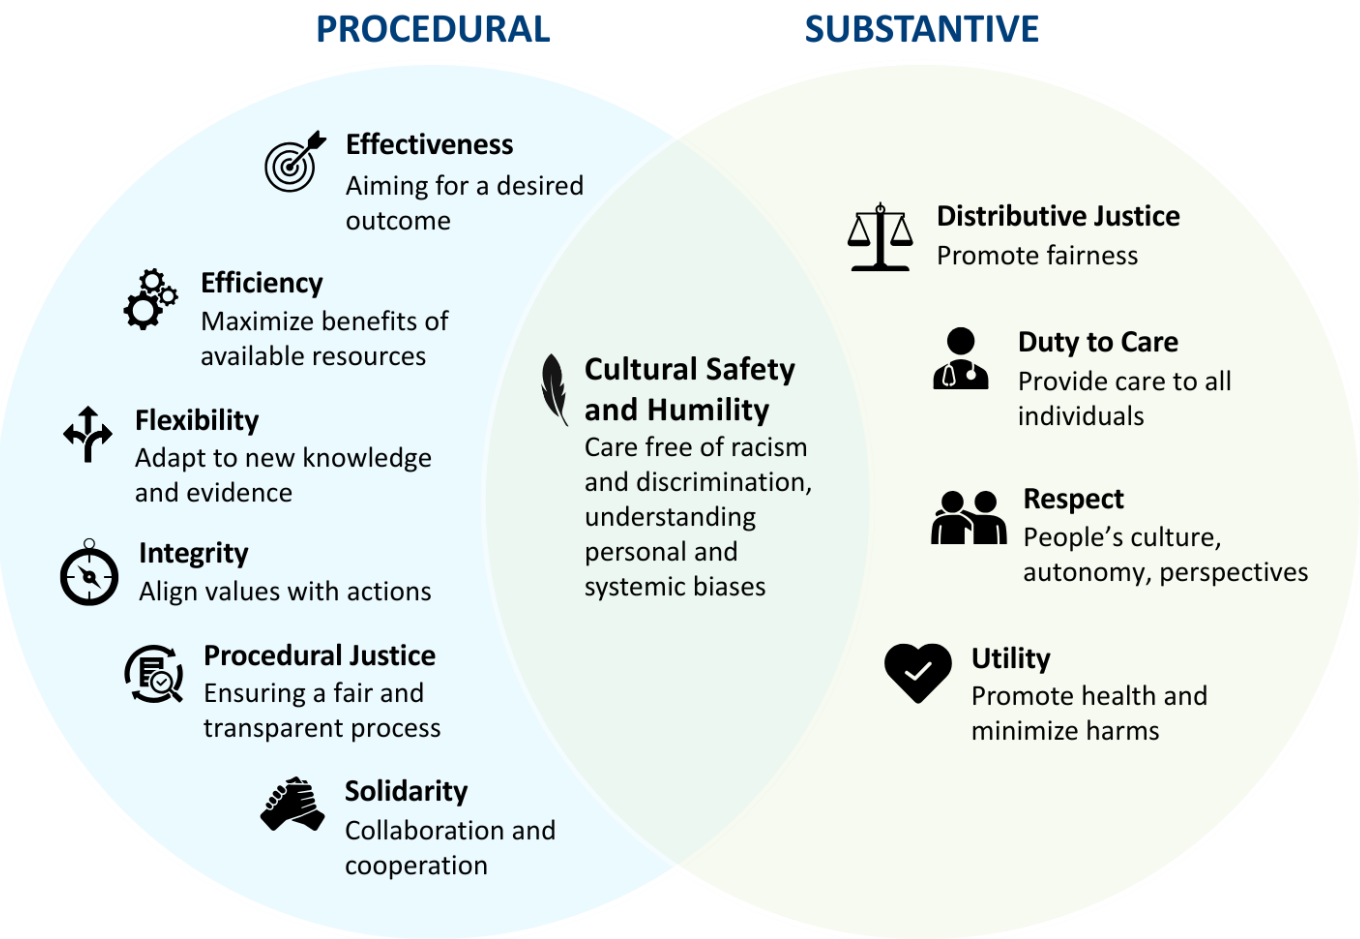 PROCEDURAL
SUBSTANTIVE
Effectiveness
Aiming for a desired
outcome
Efficiency
Maximize benefits of
available resources
Flexibility
Adapt to new knowledge
and evidence
Integrity
Align values with actions
Procedural Justice
Ensuring a fair and
transparent process
Solidarity
Collaboration and
cooperation
Cultural Safety
and Humility
Care free of racism
and discrimination,
understanding
personal and
systemic biases
Distributive Justice
Promote fairness
Duty to Care
Provide care to all
individuals
Respect
People’s culture,
autonomy, perspectives
Utility
Promote health and
minimize harms